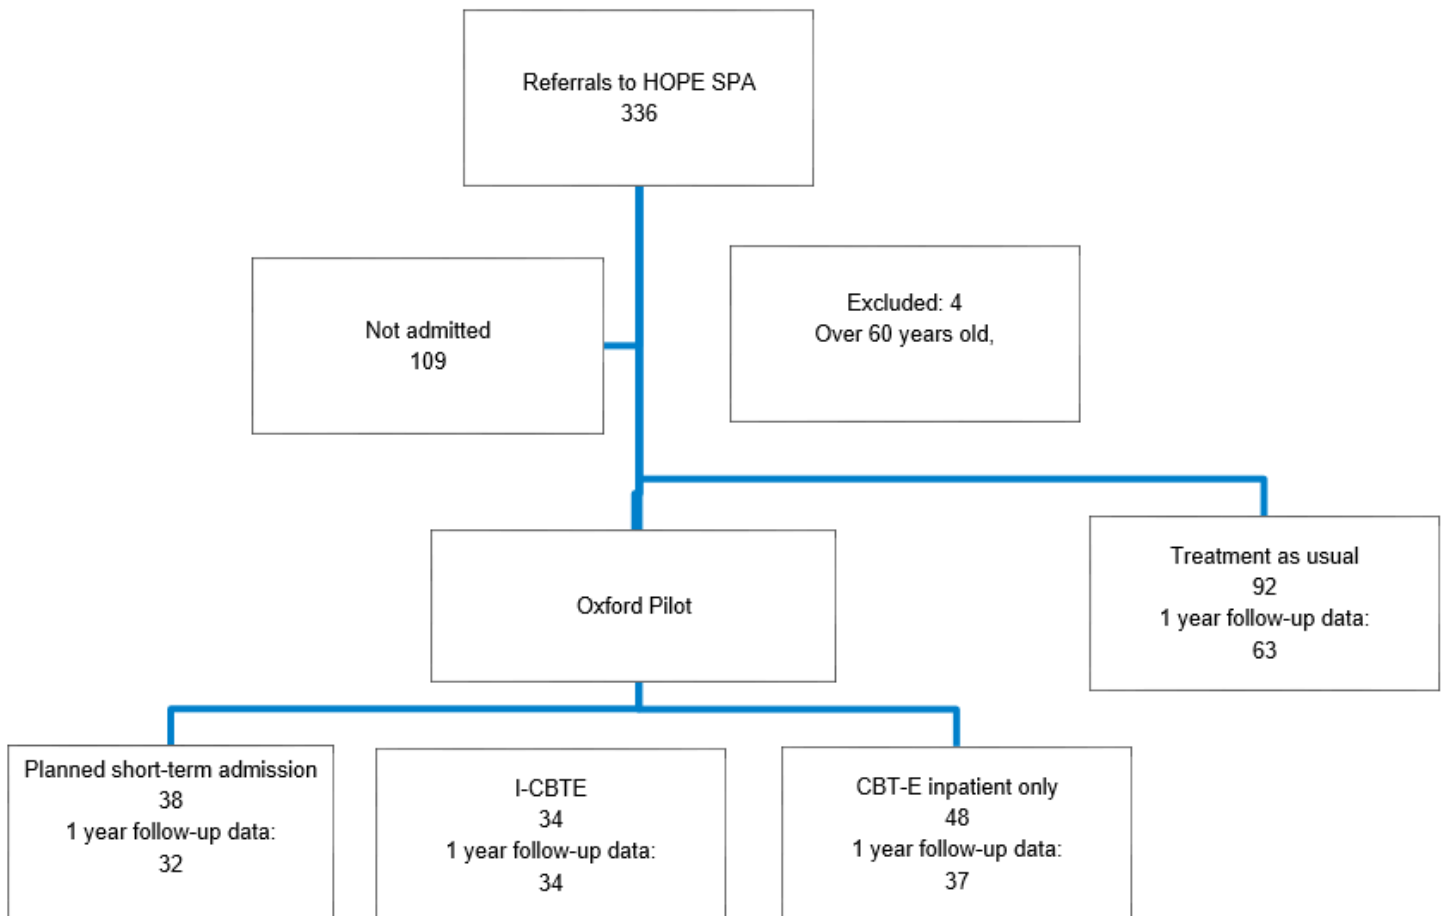 Referrals to HOPE SPA
336
Not admitted
109
Excluded: 4
Over 60 years old,
Oxford Pilot
Treatment as usual
92
1 year follow-up data:
63
Planned short-term admission
38
1 year follow-up data:
32
I-CBTE
34
1 year follow-up data:
34
CBT-E inpatient only
48
1 year follow-up data:
37